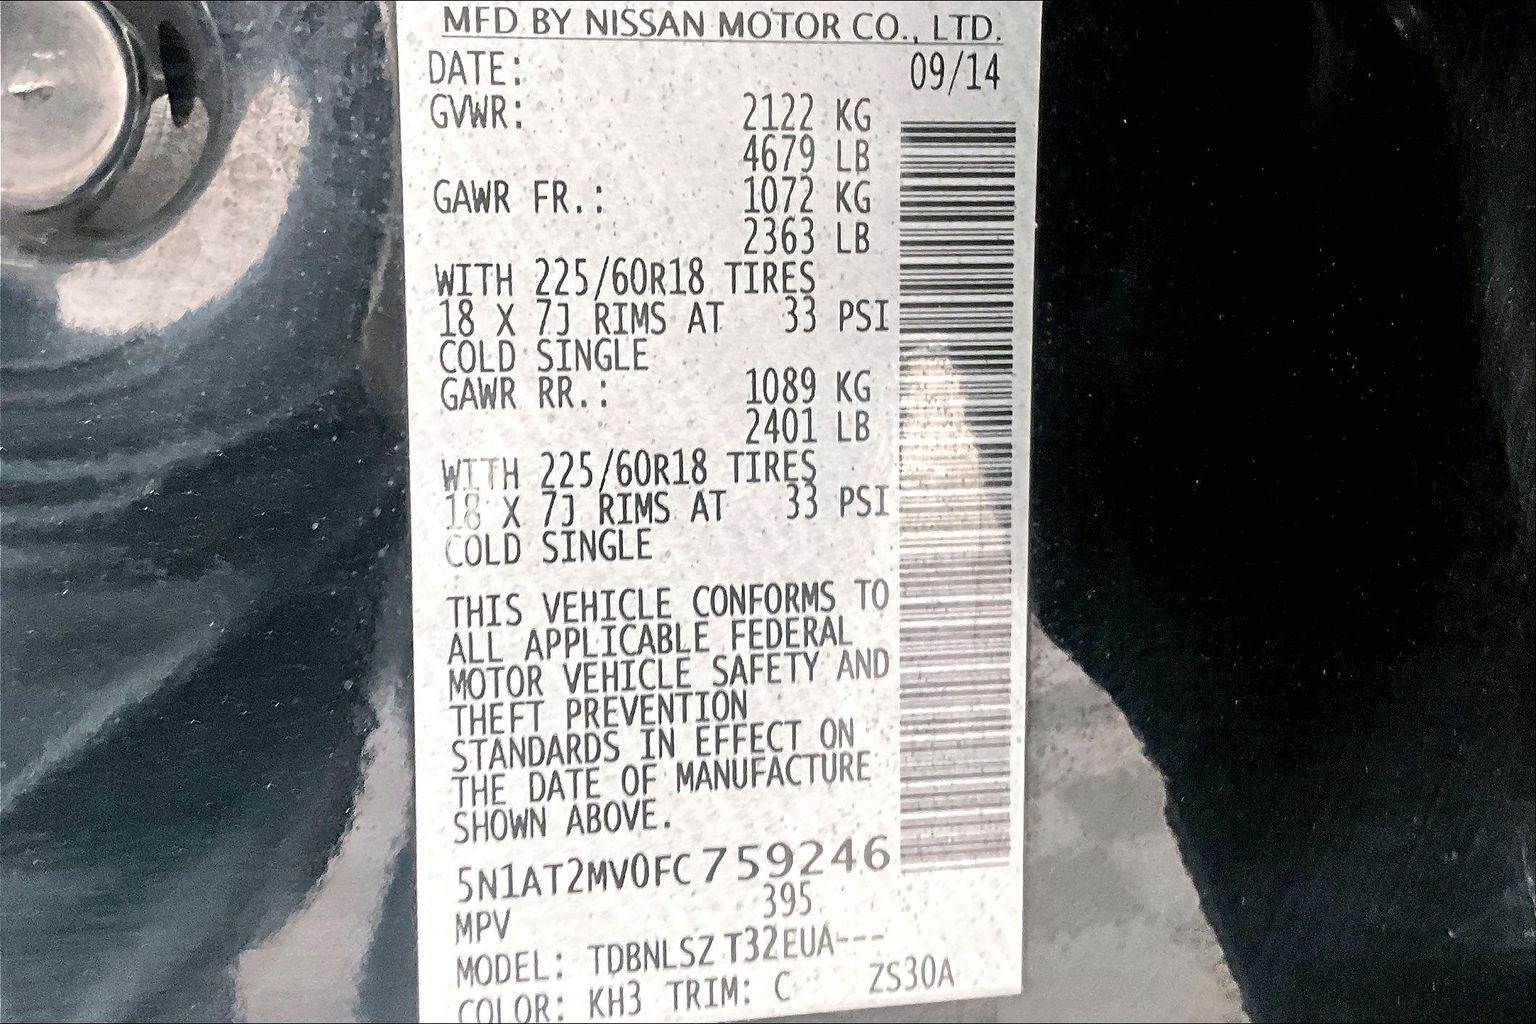 MFD BY NISSAN MOTOR CO., LTD.
DATE: 09/14
GVWR: 2122 KG
4679 LB
GAWR FR.: 1072 KG
2363 LB
WITH 225/60R18 TIRES
18 X 7J RIMS AT 33 PSI
COLD SINGLE
GAWR RR.: 1089 KG
2401 LB
WITH 225/60R18 TIRES
18 X 7J RIMS AT 33 PSI
COLD SINGLE
THIS VEHICLE CONFORMS TO
ALL APPLICABLE FEDERAL
MOTOR VEHICLE SAFETY AND
THEFT PREVENTION
STANDARDS IN EFFECT ON
THE DATE OF MANUFACTURE
SHOWN ABOVE.
5N1AT2MV0FC759246
MPV 395
MODEL: TDBNLSZ T32EUA---
COLOR: KH3 TRIM: C ZS30A